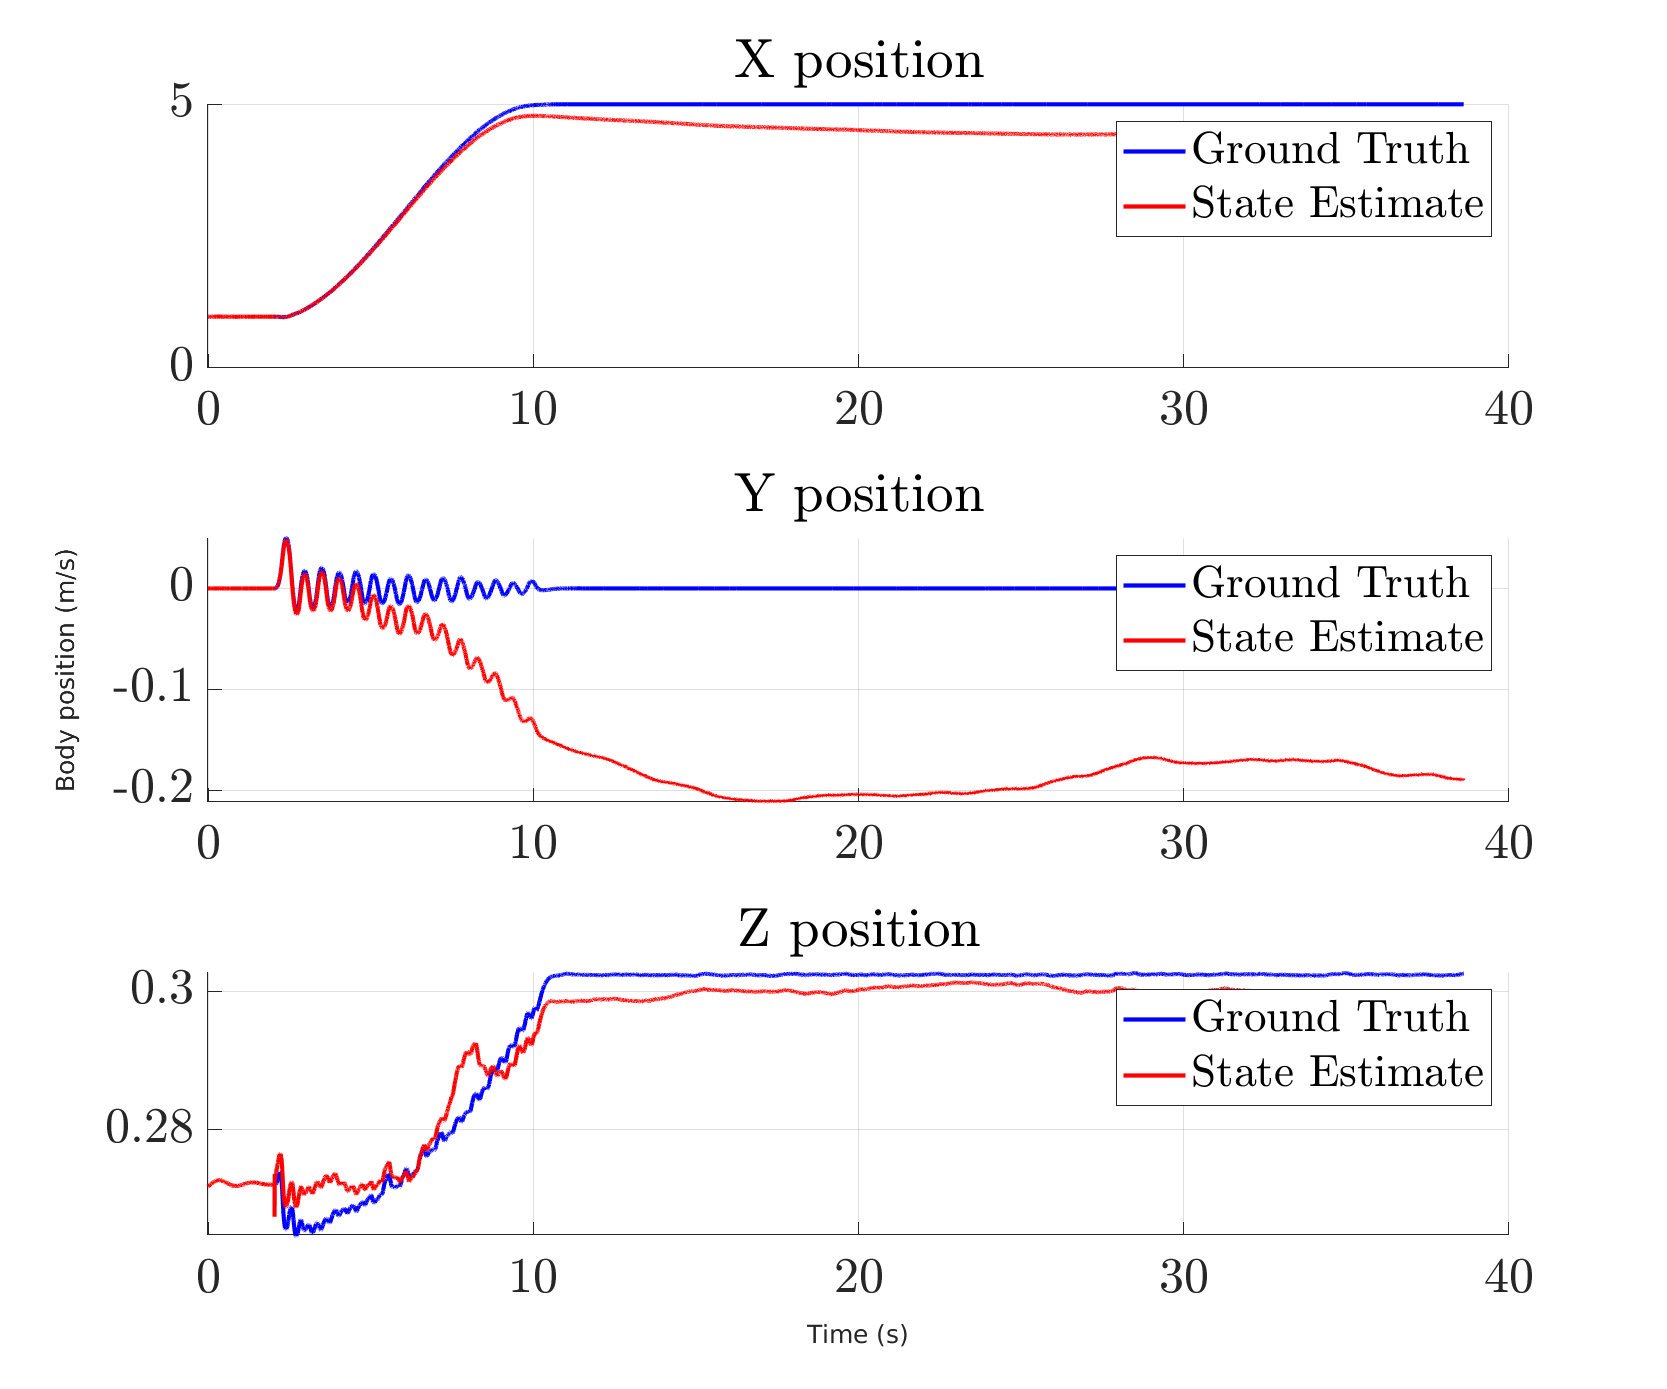 X position
5
0
0 10 20 30 40
Ground Truth
State Estimate
Y position
Body position (m/s)
0
-0.1
-0.2
0 10 20 30 40
Ground Truth
State Estimate
Z position
0.3
0.28
0 10 20 30 40
Ground Truth
State Estimate
Time (s)